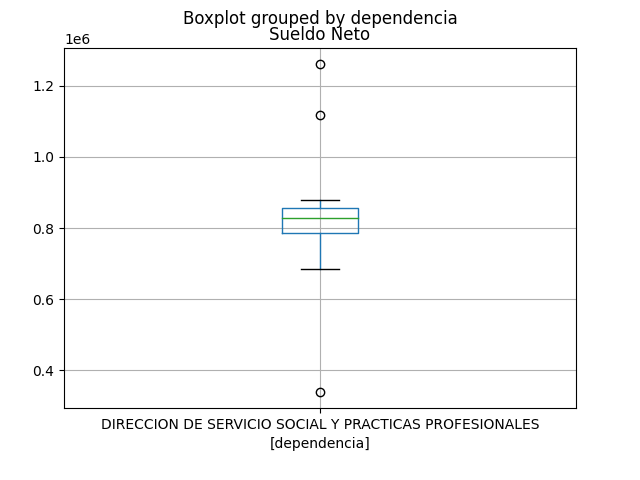 Boxplot grouped by dependencia
Sueldo Neto
1e6
1.2
1.0
0.8
0.6
0.4
DIRECCION DE SERVICIO SOCIAL Y PRACTICAS PROFESIONALES
[dependencia]